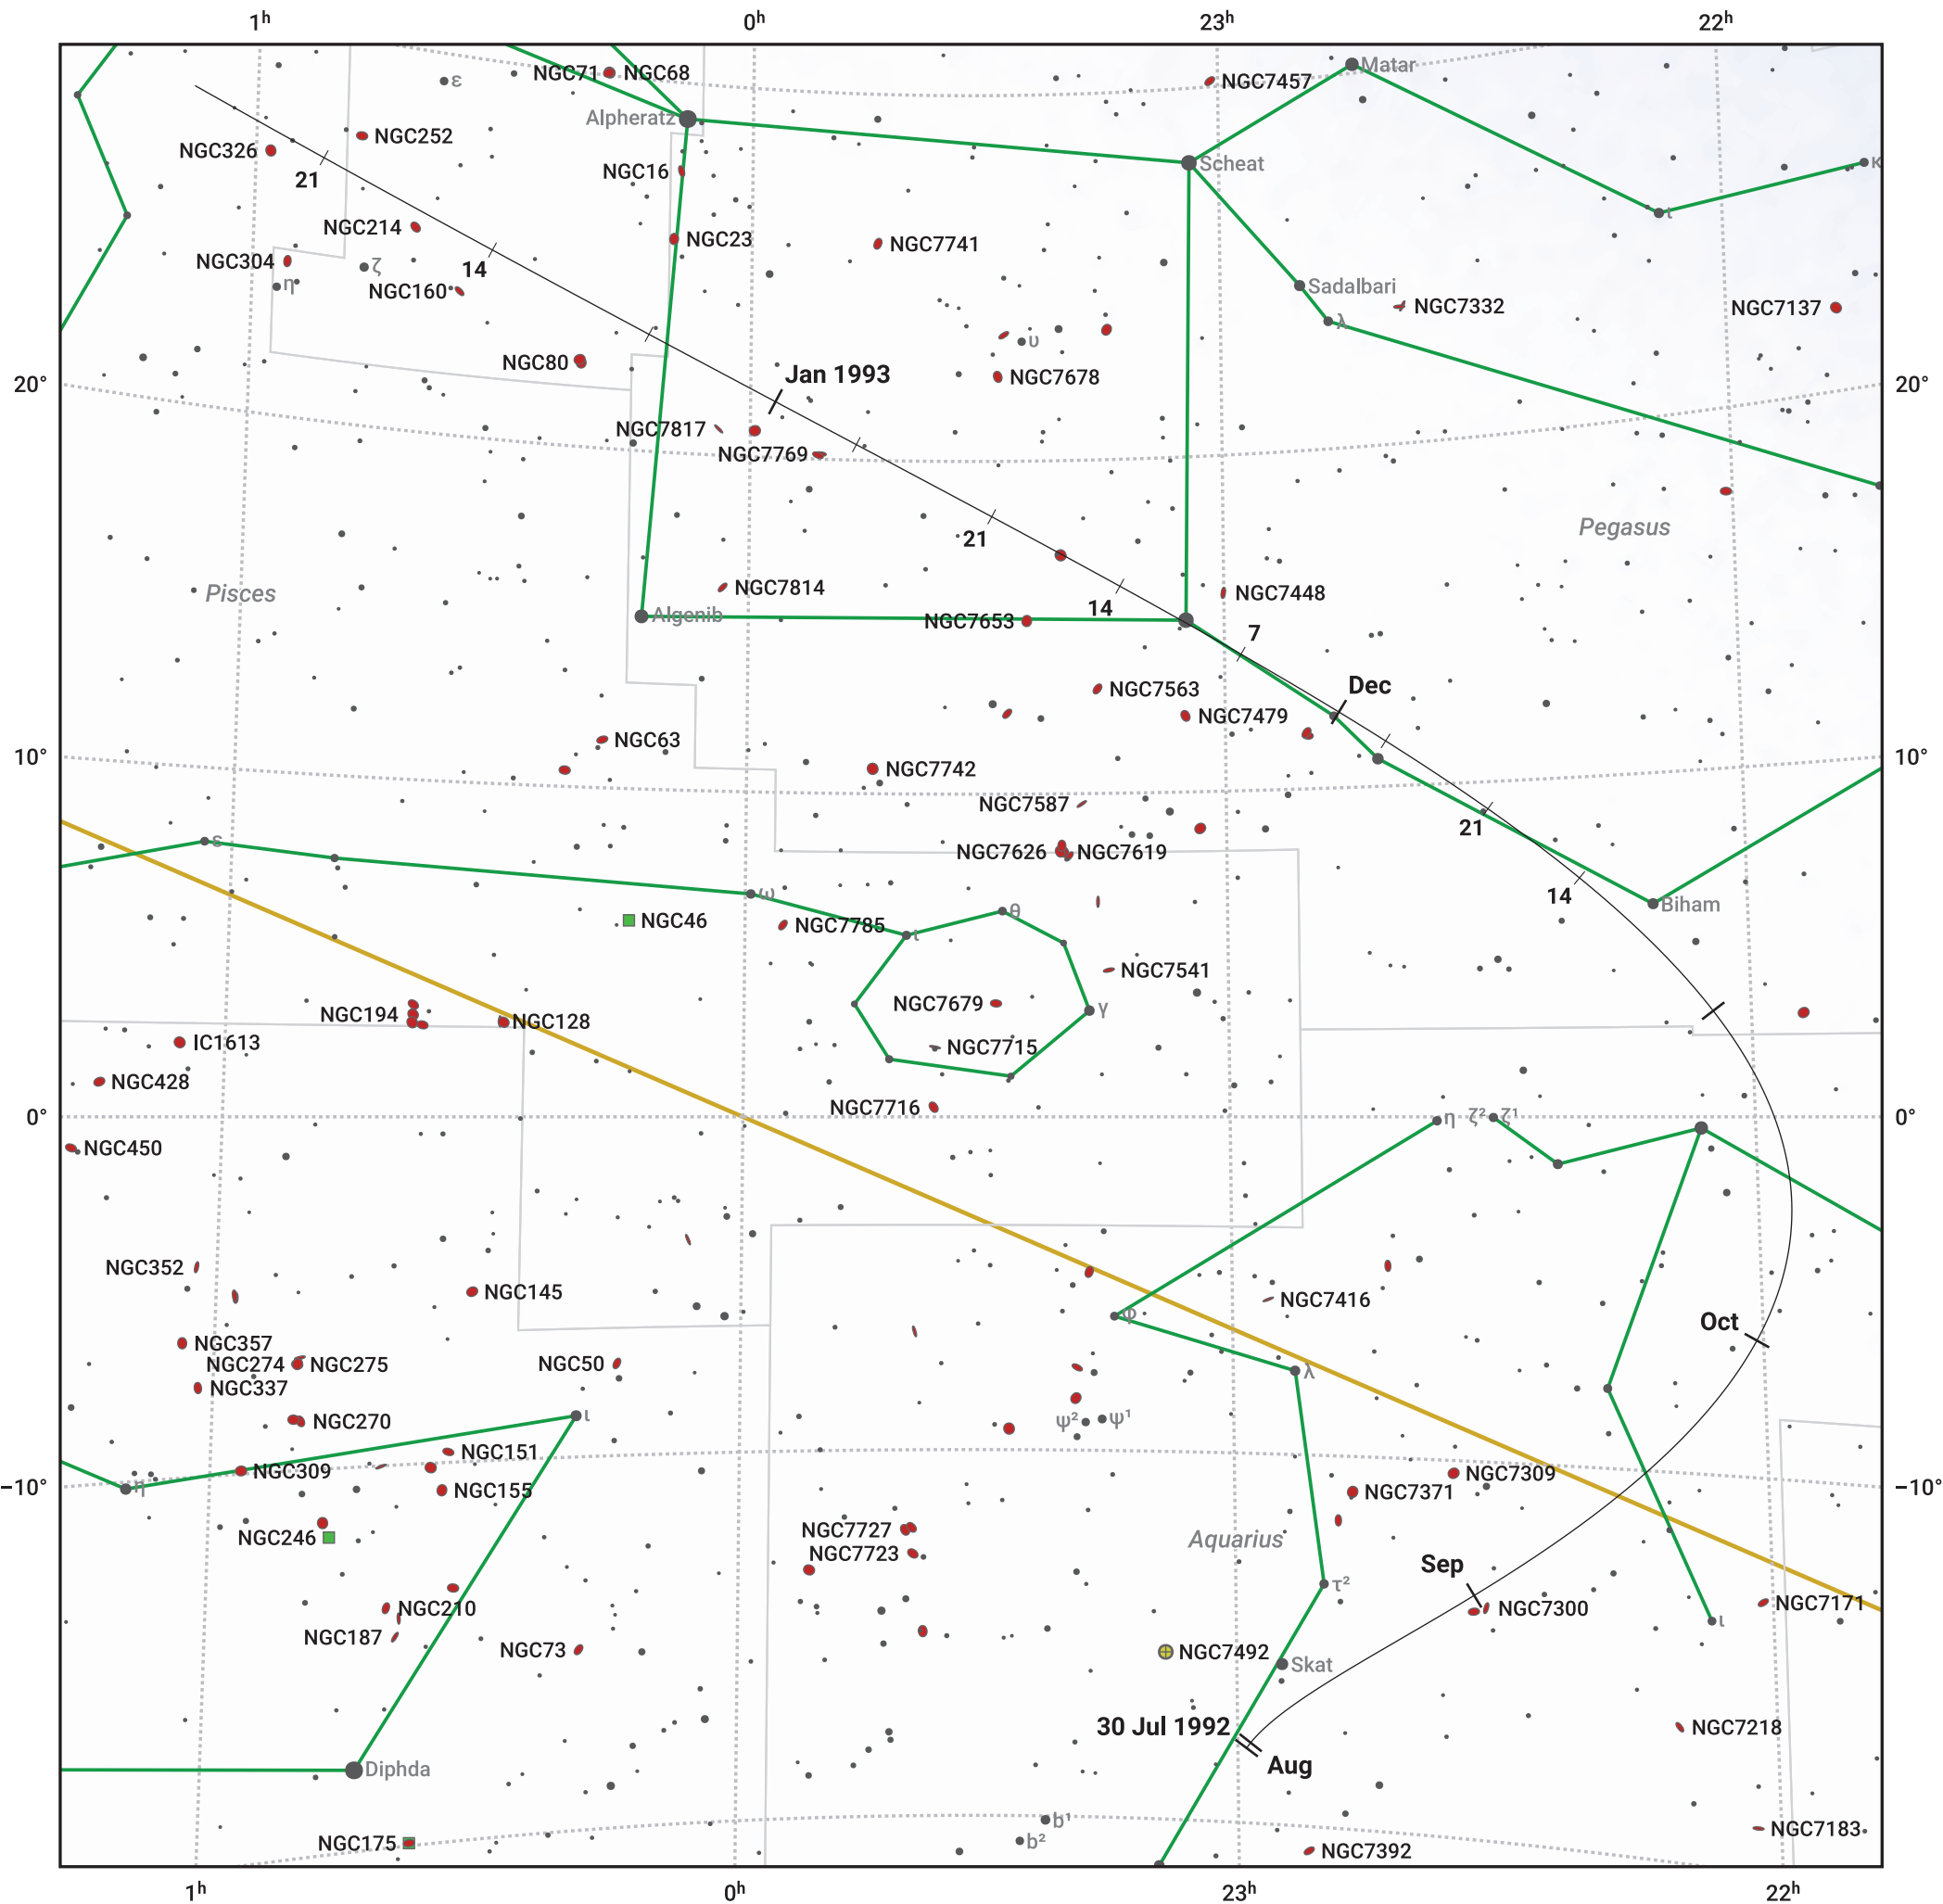 1ʰ 0ʰ 23ʰ 22ʰ
Matar
NGC71 NGC68
ε
NGC7457
Alpheratz
NGC252
NGC326
Scheat
κ
21
NGC16
ι
NGC214
NGC23
NGC7741
NGC304
ζ
14
η
NGC160
Sadalbari
NGC7332
NGC7137
λ
υ
NGC80
Jan 1993
NGC7678
20° 20°
NGC7817
NGC7769
21
Pegasus
Pisces
NGC7814
14
NGC7448
Algenib
NGC7653
7
Dec
NGC7563
NGC7479
NGC63
10° 10°
NGC7742
NGC7587
21
ε
NGC7626 NGC7619
ω
14
Biham
NGC46
NGC7785
ι
θ
NGC7541
NGC194
NGC128
NGC7679
γ
IC1613
NGC7715
NGC428
NGC7716
0° η ζ² ζ¹ 0°
NGC450
NGC352
NGC145
NGC7416
φ
Oct
NGC357
NGC274 NGC275
NGC50
λ
NGC337
NGC270
ι
ψ² ψ¹
NGC151
NGC309
NGC7309
−10° η NGC155 NGC7371 −10°
NGC246
NGC7727
Aquarius
NGC7723
Sep
τ²
NGC210
NGC7300
NGC7171
ι
NGC187
NGC73
NGC7492
Skat
30 Jul 1992
NGC7218
Aug
Diphda
b¹
NGC7183
NGC175
b²
NGC7392
1ʰ 0ʰ 23ʰ 22ʰ